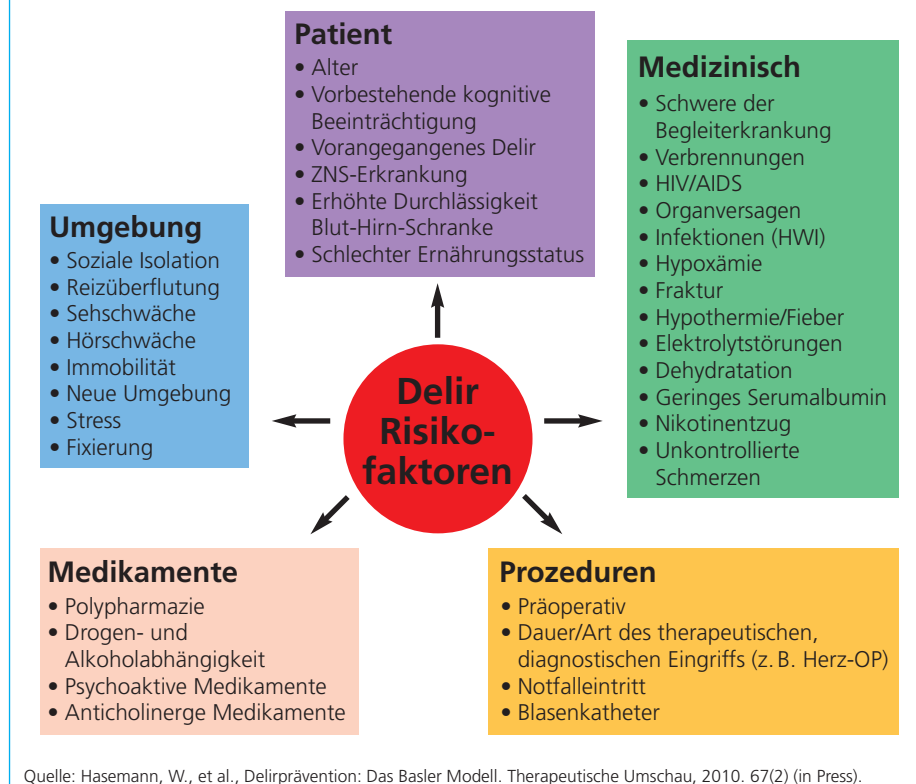 Patient
• Alter
• Vorbestehende kognitive
Beeinträchtigung
• Vorangegangenes Delir
• ZNS-Erkrankung
• Erhöhte Durchlässigkeit
Blut-Hirn-Schranke
• Schlechter Ernährungsstatus
Medizinisch
• Schwere der
Begleiterkrankung
• Verbrennungen
• HIV/AIDS
• Organversagen
• Infektionen (HWI)
• Hypoxämie
• Fraktur
• Hypothermie/Fieber
• Elektrolytstörungen
• Dehydratation
• Geringes Serumalbumin
• Nikotinentzug
• Unkontrollierte
Schmerzen
Umgebung
• Soziale Isolation
• Reizüberflutung
• Sehschwäche
• Hörschwäche
• Immobilität
• Neue Umgebung
• Stress
• Fixierung
Delir
Risiko-
faktoren
Medikamente
• Polypharmazie
• Drogen- und
Alkoholabhängigkeit
• Psychoaktive Medikamente
• Anticholinerge Medikamente
Prozeduren
• Präoperativ
• Dauer/Art des therapeutischen,
diagnostischen Eingriffs (z. B. Herz-OP)
• Notfalleintritt
• Blasenkatheter
Quelle: Hasemann, W., et al., Delirprävention: Das Basler Modell. Therapeutische Umschau, 2010. 67(2) (in Press).